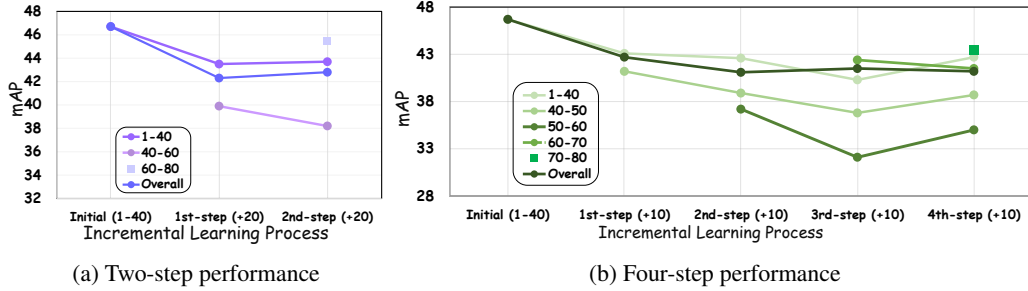 48
46
44
42
40
38
36
34
32
mAP
1-40
40-60
60-80
Overall
Initial (1-40) 1st-step (+20) 2nd-step (+20)
Incremental Learning Process
(a) Two-step performance
48
43
38
33
28
mAP
1-40
40-50
50-60
60-70
70-80
Overall
Initial (1-40) 1st-step (+10) 2nd-step (+10) 3rd-step (+10) 4th-step (+10)
Incremental Learning Process
(b) Four-step performance